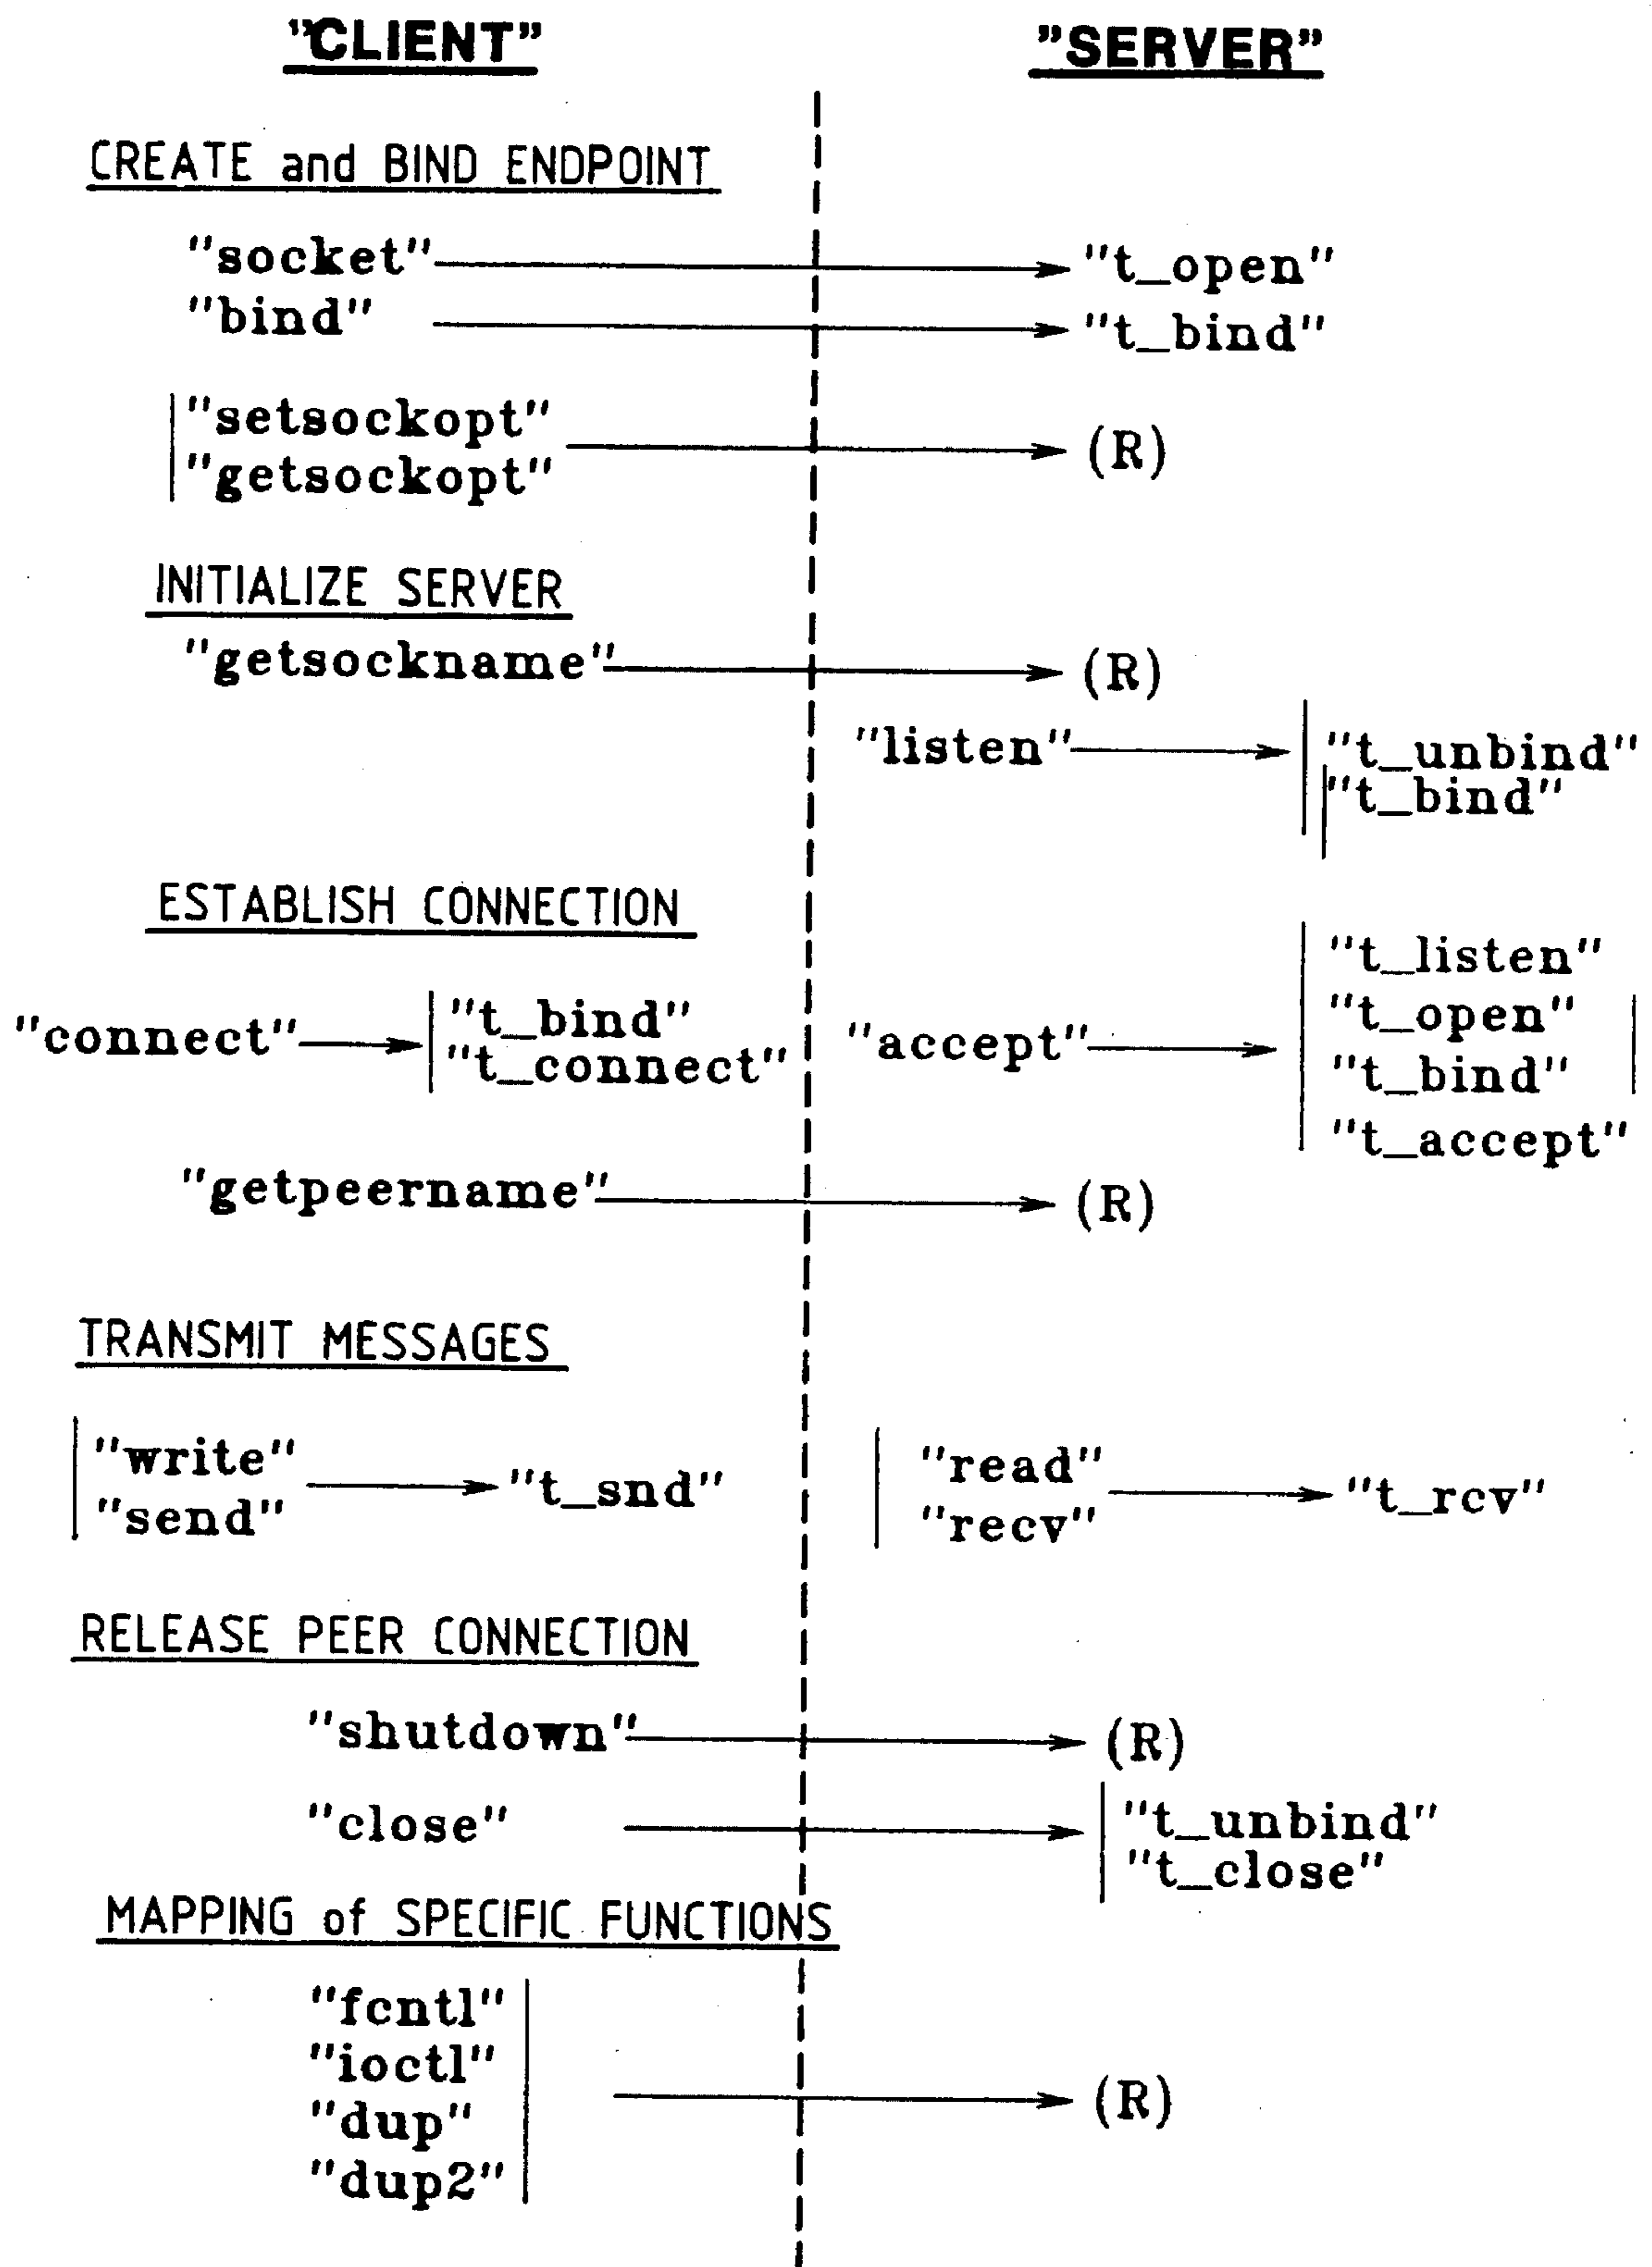 "CLIENT" "SERVER"
CREATE and BIND ENDPOINT
"socket" "t_open"
"bind" "t_bind"
"setsockopt"
"getsockopt" (R)
INITIALIZE SERVER
"getsockname" (R)
"listen" "t_unbind"
"t_bind"
ESTABLISH CONNECTION
"connect" "t_bind"
"t_connect"
"accept" "t_listen"
"t_open"
"t_bind"
"t_accept"
"getpeername" (R)
TRANSMIT MESSAGES
"write"
"send" "t_snd"
"read"
"recv" "t_rcv"
RELEASE PEER CONNECTION
"shutdown" (R)
"close" "t_unbind"
"t_close"
MAPPING of SPECIFIC FUNCTIONS
"fcntl"
"ioctl"
"dup" (R)
"dup2"